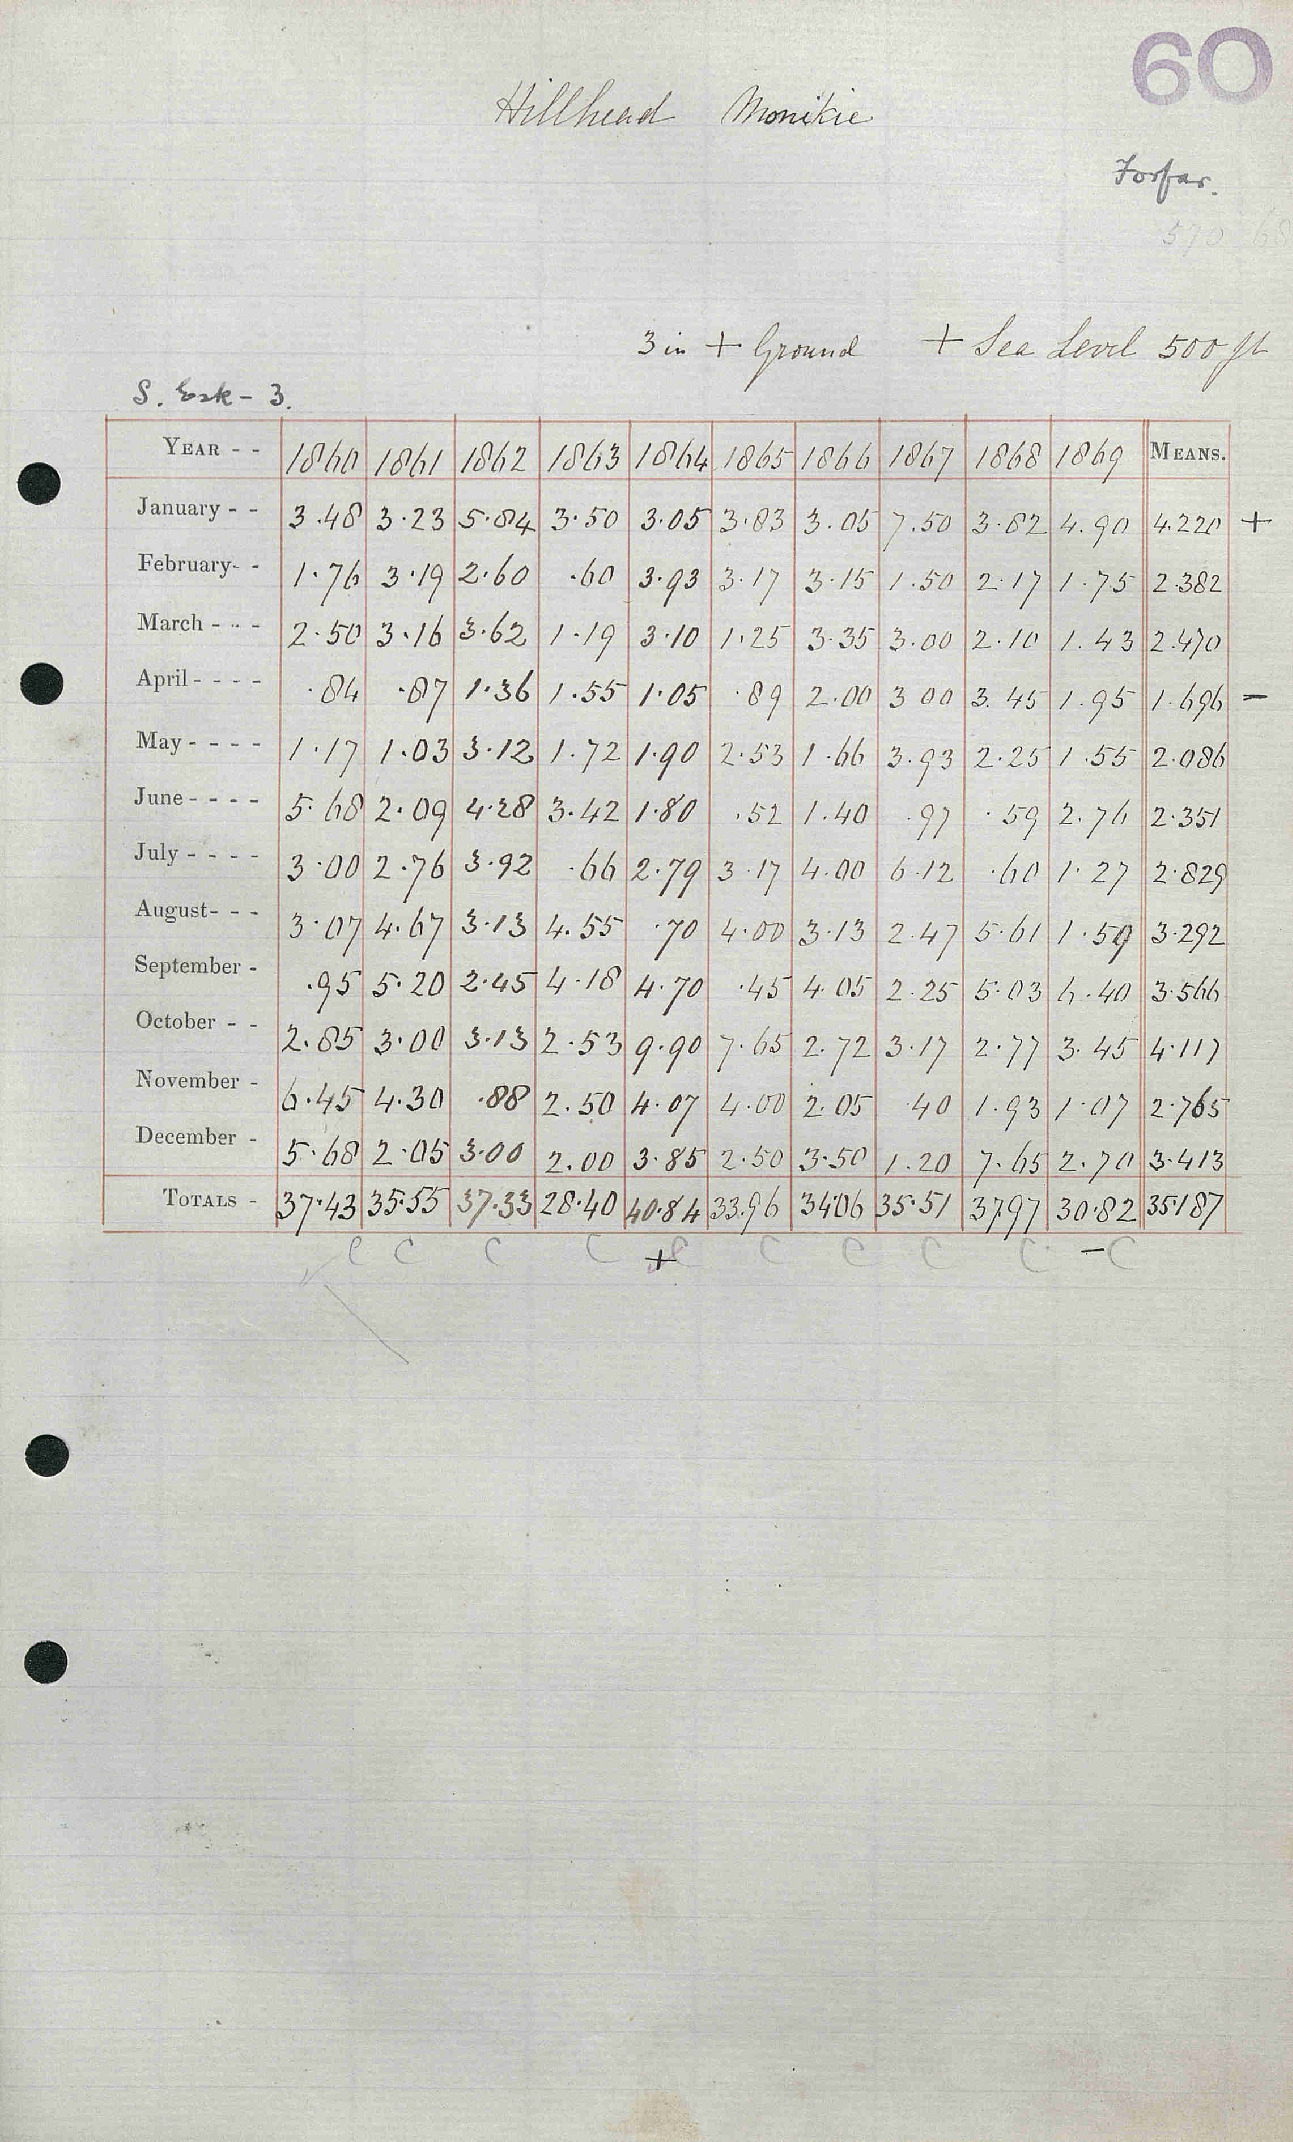 60
Hillhead Monikie
Forfar.
570 68
3 in + Ground + Sea Level 500 ft
S. Esk - 3.
YEAR - - 1860 1861 1862 1863 1864 1865 1866 1867 1868 1869 MEANS.
January - - 3.48 3.23 5.84 3.50 3.05 3.83 3.05 7.50 3.82 4.90 4.220 +
February - - 1.76 3.19 2.60 .60 3.93 3.17 3.15 1.50 2.17 1.75 2.382
March - - - 2.50 3.16 3.62 1.19 3.10 1.25 3.35 3.00 2.10 1.43 2.470
April - - - - .84 .87 1.36 1.55 1.05 .89 2.00 3 00 3.45 1.95 1.696 -
May - - - - 1.17 1.03 3.12 1.72 1.90 2.53 1.66 3.93 2.25 1.55 2.086
June - - - - 5.68 2.09 4.28 3.42 1.80 .52 1.40 .97 .59 2.76 2.351
July - - - - 3.00 2.76 3.92 .66 2.79 3.17 4.00 6.12 .60 1.27 2.829
August - - - 3.07 4.67 3.13 4.55 .70 4.00 3.13 2.47 5.61 1.59 3.292
September - .95 5.20 2.45 4.18 4.70 .45 4.05 2.25 5.03 6.40 3.566
October - - 2.85 3.00 3.13 2.53 9.90 7.65 2.72 3.17 2.77 3.45 4.117
November - 6.45 4.30 .88 2.50 4.07 4.00 2.05 .40 1.93 1.07 2.765
December - 5.68 2.05 3.00 2.00 3.85 2.50 3.50 1.20 7.65 2.70 3.413
TOTALS - 37.43 35.55 37.33 28.40 40.84 33.96 34.06 35.51 37.97 30.82 35.187
C C C C + C C C C C - C